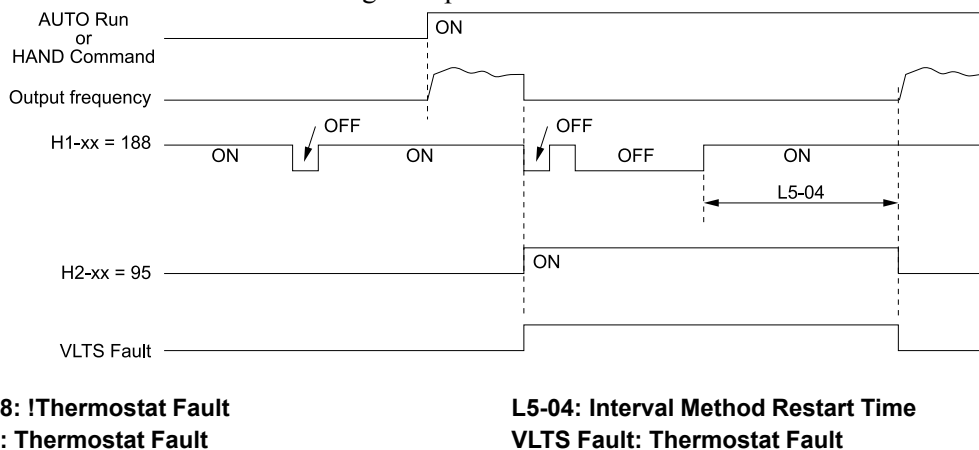 AUTO Run
or
HAND Command
ON
Output frequency
H1-xx = 188
ON
OFF
ON
OFF
OFF
ON
L5-04
H2-xx = 95
ON
VLTS Fault
8: !Thermostat Fault
: Thermostat Fault
L5-04: Interval Method Restart Time
VLTS Fault: Thermostat Fault